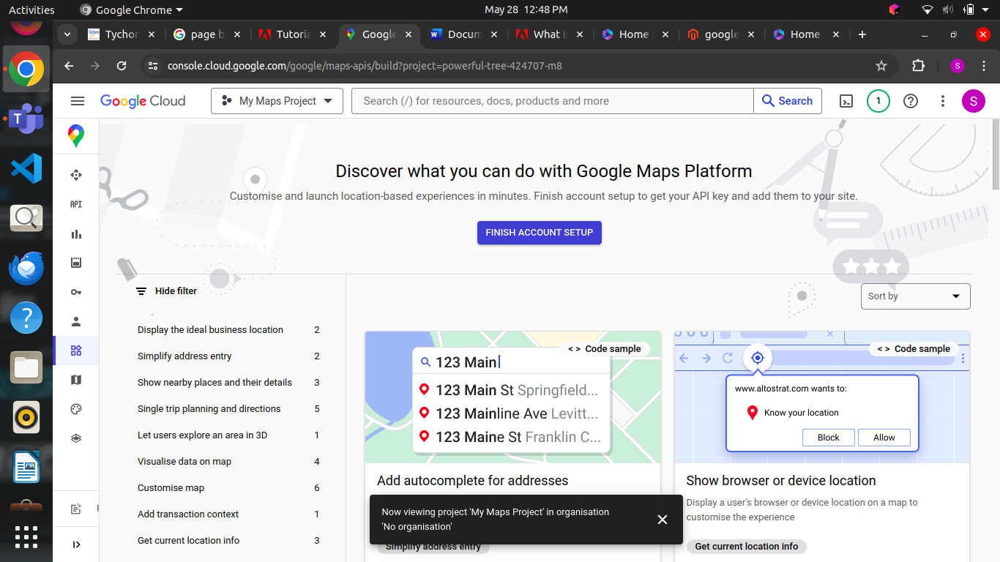 Activities
Google Chrome
May 28 12:48 PM
Tychor
page b
Tutoria
Google
Docum
What is
Home
google
Home
console.cloud.google.com/google/maps-apis/build?project=powerful-tree-424707-m8
S
Google Cloud
My Maps Project
Search (/) for resources, docs, products and more
Search
1
S
Discover what you can do with Google Maps Platform
Customise and launch location-based experiences in minutes. Finish account setup to get your API key and add them to your site.
FINISH ACCOUNT SETUP
API
Hide filter
Sort by
Display the ideal business location 2
Simplify address entry 2
Show nearby places and their details 3
Single trip planning and directions 5
Let users explore an area in 3D 1
Visualise data on map 4
Customise map 6
Add transaction context 1
Get current location info 3
< > Code sample
123 Main
123 Main St Springfield...
123 Mainline Ave Levitt...
123 Maine St Franklin C...
Add autocomplete for addresses
Simplify address entry
< > Code sample
www.altostrat.com wants to:
Know your location
Block
Allow
Show browser or device location
Display a user's browser or device location on a map to
customise the experience
Get current location info
Now viewing project 'My Maps Project' in organisation
'No organisation'